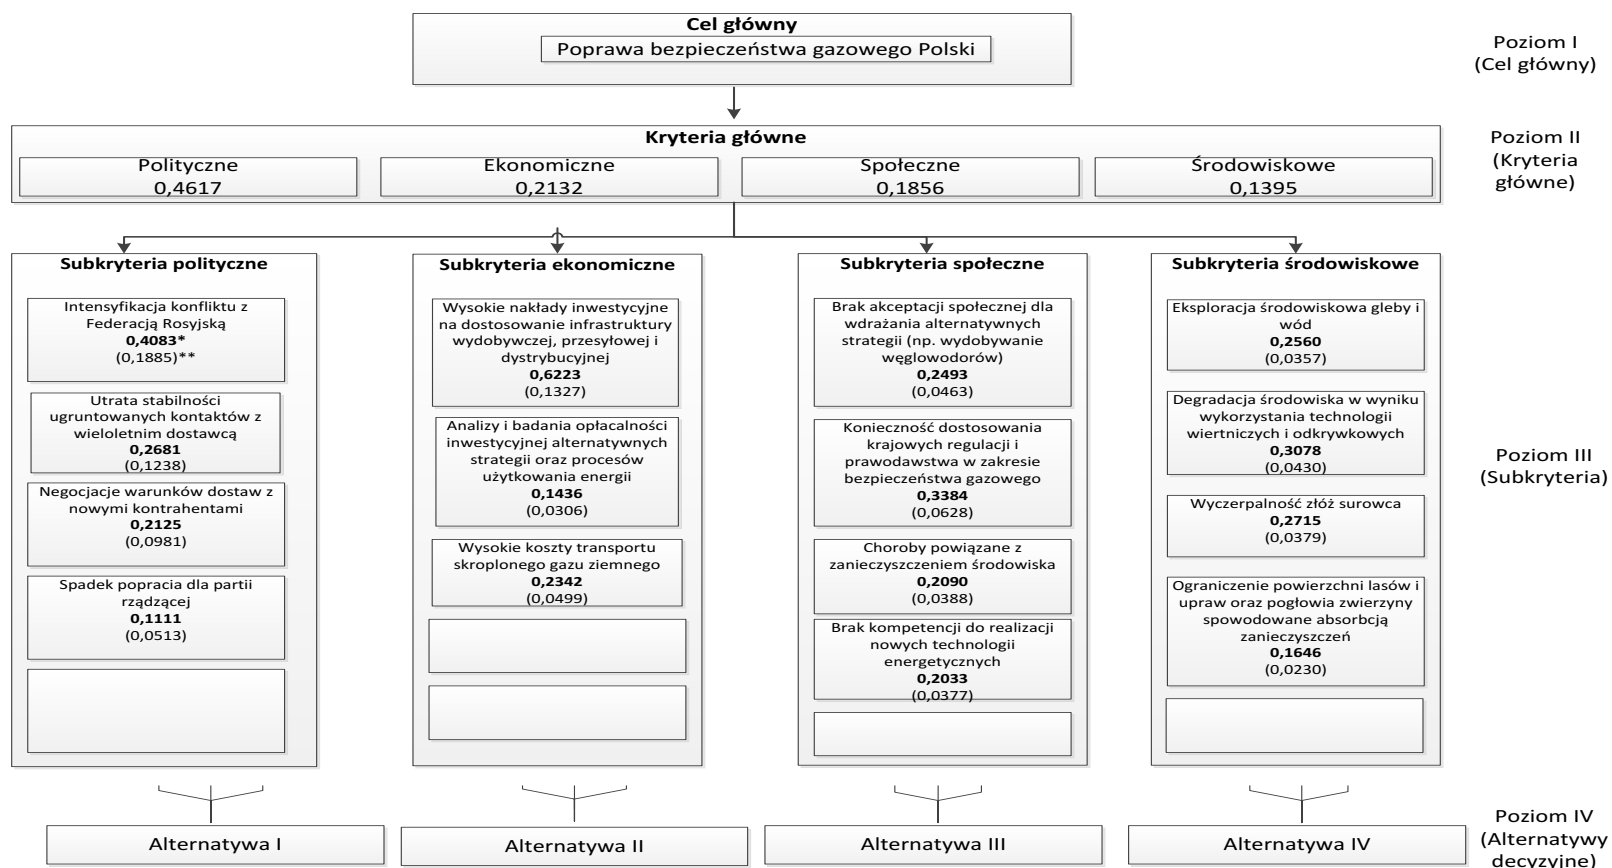 Cel główny
Poprawa bezpieczeństwa gazowego Polski
Poziom I
(Cel główny)
Kryteria główne
Polityczne
0,4617
Ekonomiczne
0,2132
Społeczne
0,1856
Środowiskowe
0,1395
Poziom II
(Kryteria
główne)
Subkryteria polityczne
Intensyfikacja konfliktu z
Federacją Rosyjską
0,4083*
(0,1885)**
Utrata stabilności
ugruntowanych kontaktów z
wieloletnim dostawcą
0,2681
(0,1238)
Negocjacje warunków dostaw z
nowymi kontrahentami
0,2125
(0,0981)
Spadek popracia dla partii
rządzącej
0,1111
(0,0513)
Subkryteria ekonomiczne
Wysokie nakłady inwestycyjne
na dostosowanie infrastruktury
wydobywczej, przesyłowej i
dystrybucyjnej
0,6223
(0,1327)
Analizy i badania opłacalności
inwestycyjnej alternatywnych
strategii oraz procesów
użytkowania energii
0,1436
(0,0306)
Wysokie koszty transportu
skroplonego gazu ziemnego
0,2342
(0,0499)
Subkryteria społeczne
Brak akceptacji społecznej dla
wdrażania alternatywnych
strategii (np. wydobywanie
węglowodorów)
0,2493
(0,0463)
Konieczność dostosowania
krajowych regulacji i
prawodawstwa w zakresie
bezpieczeństwa gazowego
0,3384
(0,0628)
Choroby powiązane z
zanieczyszczeniem środowiska
0,2090
(0,0388)
Brak kompetencji do realizacji
nowych technologii
energetycznych
0,2033
(0,0377)
Subkryteria środowiskowe
Eksploracja środowiskowa gleby i
wód
0,2560
(0,0357)
Degradacja środowiska w wyniku
wykorzystania technologii
wiertniczych i odkrywkowych
0,3078
(0,0430)
Wyczerpalność złóż surowca
0,2715
(0,0379)
Ograniczenie powierzchni lasów i
upraw oraz pogłowia zwierzyny
spowodowane absorbcją
zanieczyszczeń
0,1646
(0,0230)
Poziom III
(Subkryteria)
Alternatywa I
Alternatywa II
Alternatywa III
Alternatywa IV
Poziom IV
(Alternatywy
decyzyjne)